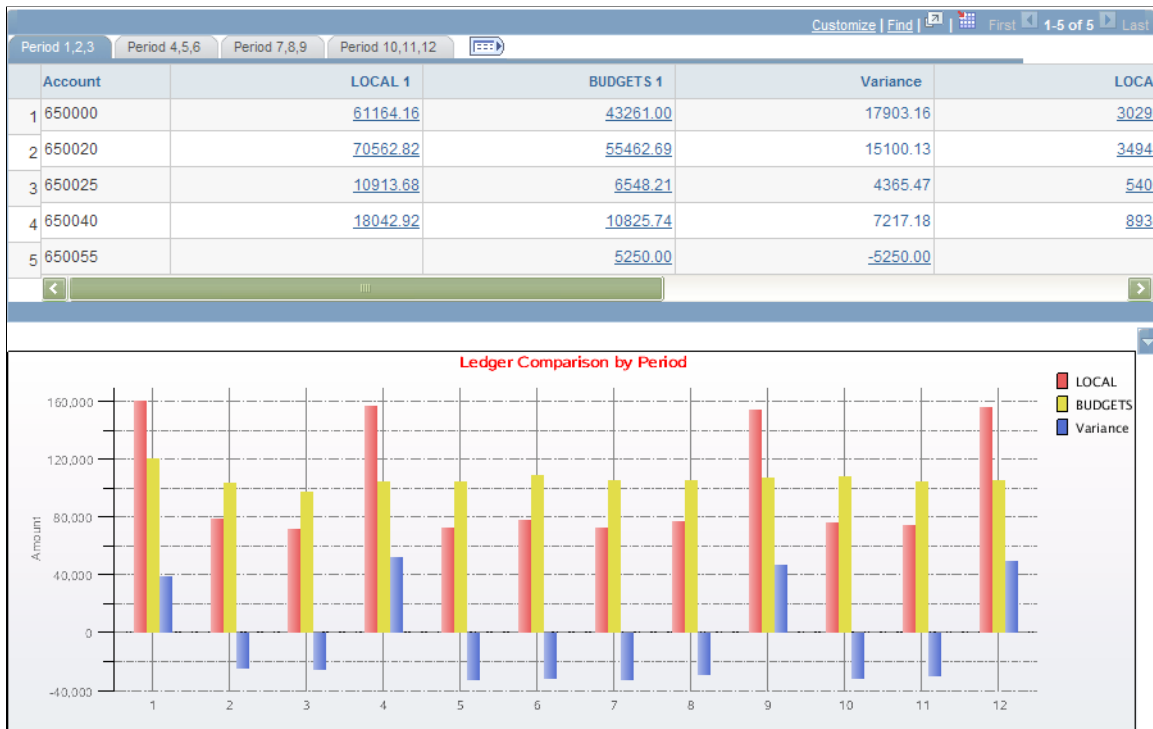 Customize | Find | | First 1-5 of 5 Last
Period 1,2,3 Period 4,5,6 Period 7,8,9 Period 10,11,12
Account LOCAL 1 BUDGETS 1 Variance LOCA
1 650000 61164.16 43261.00 17903.16 3029
2 650020 70562.82 55462.69 15100.13 3494
3 650025 10913.68 6548.21 4365.47 540
4 650040 18042.92 10825.74 7217.18 893
5 650055 5250.00 -5250.00
Ledger Comparison by Period
LOCAL
BUDGETS
Variance
Amount
160,000
120,000
80,000
40,000
0
-40,000
1 2 3 4 5 6 7 8 9 10 11 12